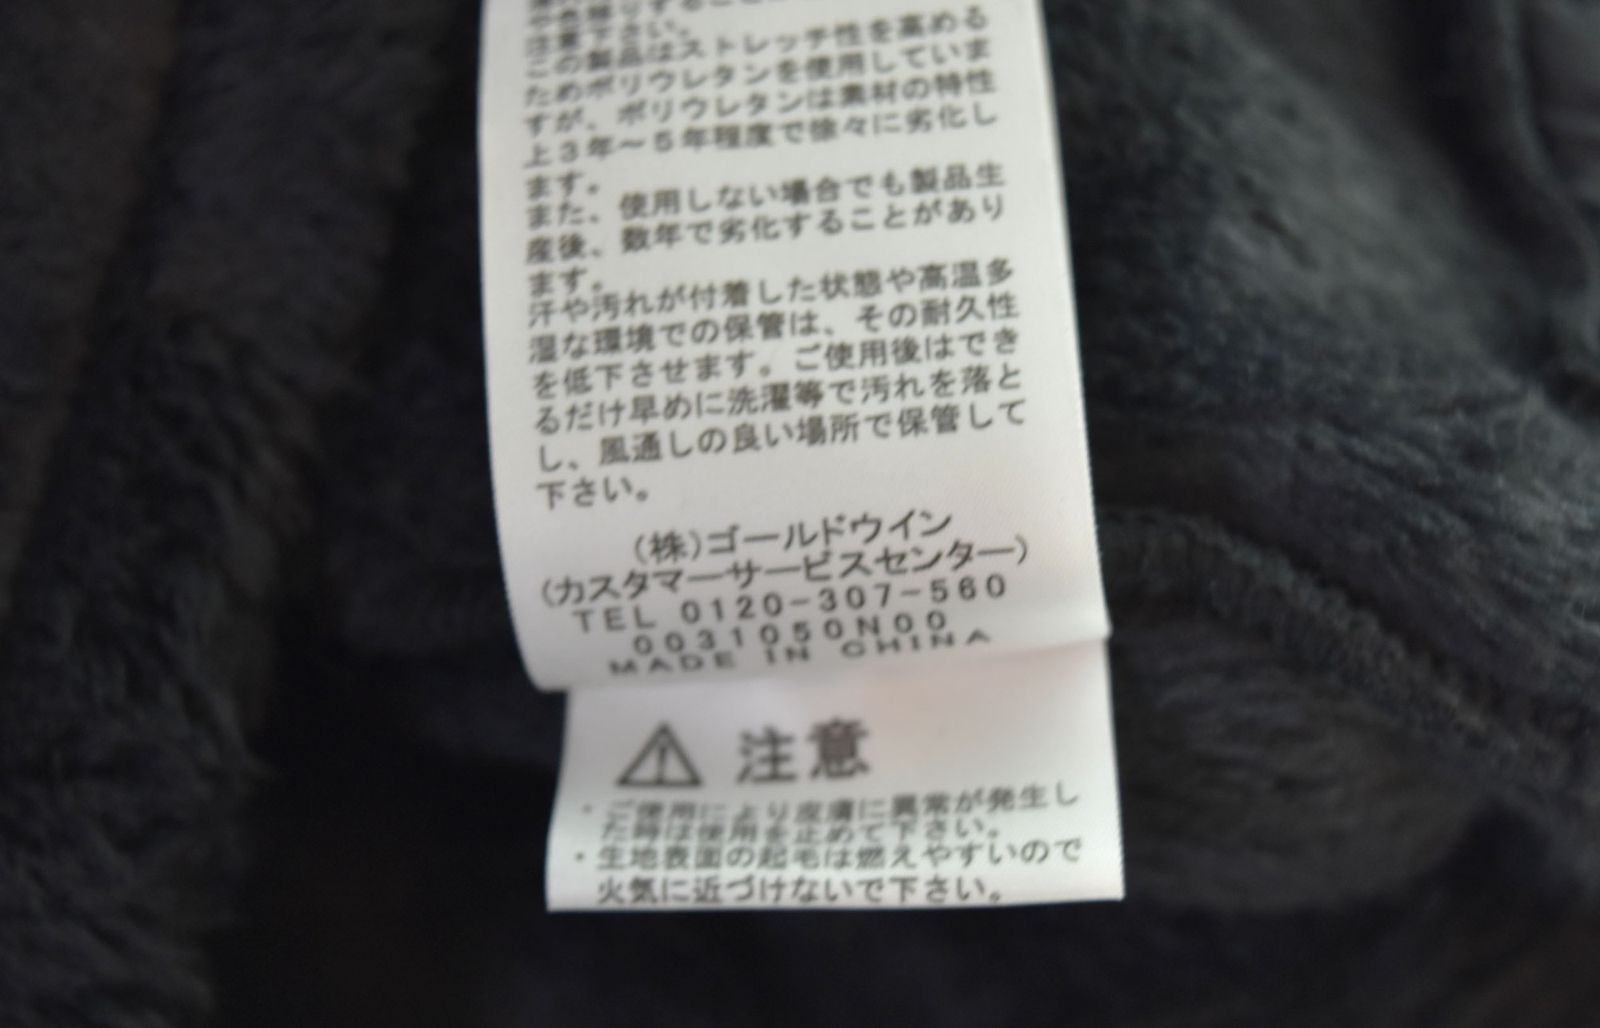 注意下さい。
この製品はストレッチ性を高める
ためポリウレタンを使用していま
すが、ポリウレタンは素材の特性
上３年～５年程度で徐々に劣化し
ます。
また、使用しない場合でも製品生
産後、数年で劣化することがあり
ます。
汗や汚れが付着した状態や高温多
湿な環境での保管は、その耐久性
を低下させます。ご使用後はでき
るだけ早めに洗濯等で汚れを落と
し、風通しの良い場所で保管して
下さい。
(株)ゴールドウイン
(カスタマーサービスセンター)
TEL 0120-307-560
0031050N00
MADE IN CHINA
注意
・ご使用により皮膚に異常が発生し
た時は使用を止めて下さい。
・生地表面の起毛は燃えやすいので
火気に近づけないで下さい。